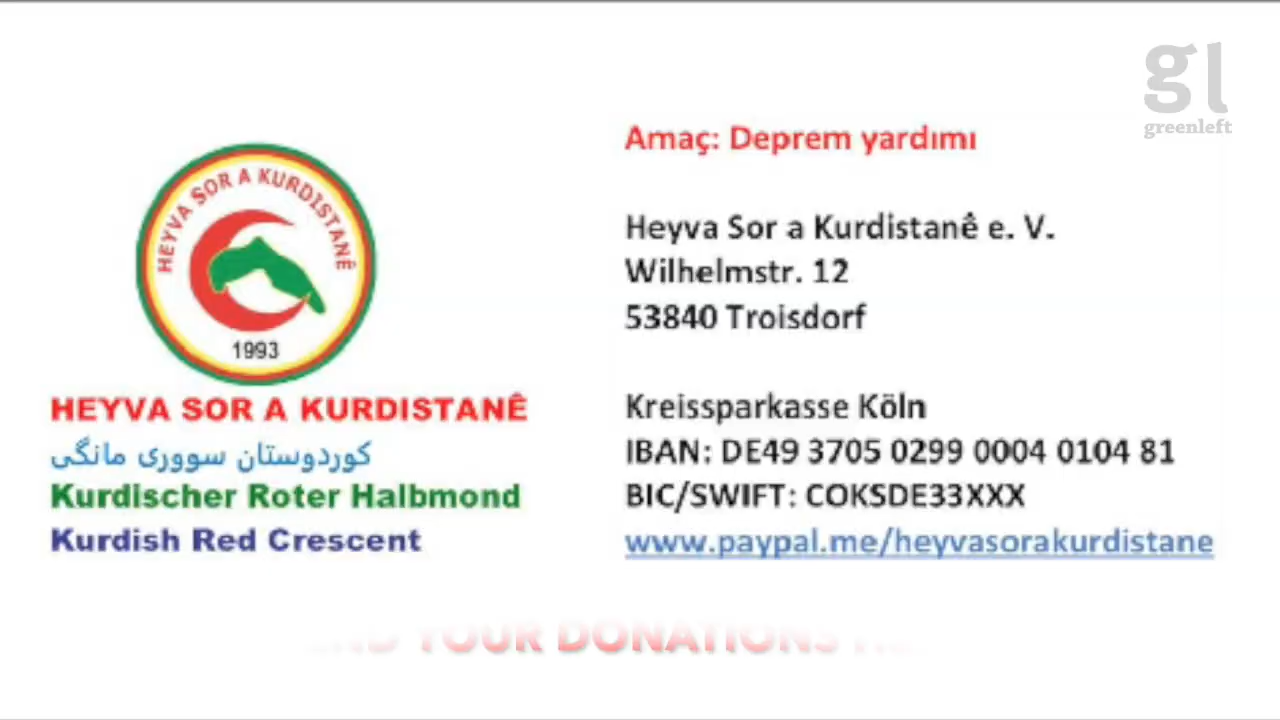 gl
greenleft
HEYVA SOR A KURDISTANÊ
1993
HEYVA SOR A KURDISTANÊ
كوردوستان سووری مانگی
Kurdischer Roter Halbmond
Kurdish Red Crescent
Amaç: Deprem yardımı
Heyva Sor a Kurdistanê e. V.
Wilhelmstr. 12
53840 Troisdorf
Kreissparkasse Köln
IBAN: DE49 3705 0299 0004 0104 81
BIC/SWIFT: COKSDE33XXX
www.paypal.me/heyvasorakurdistane
YOUR DONATIONS